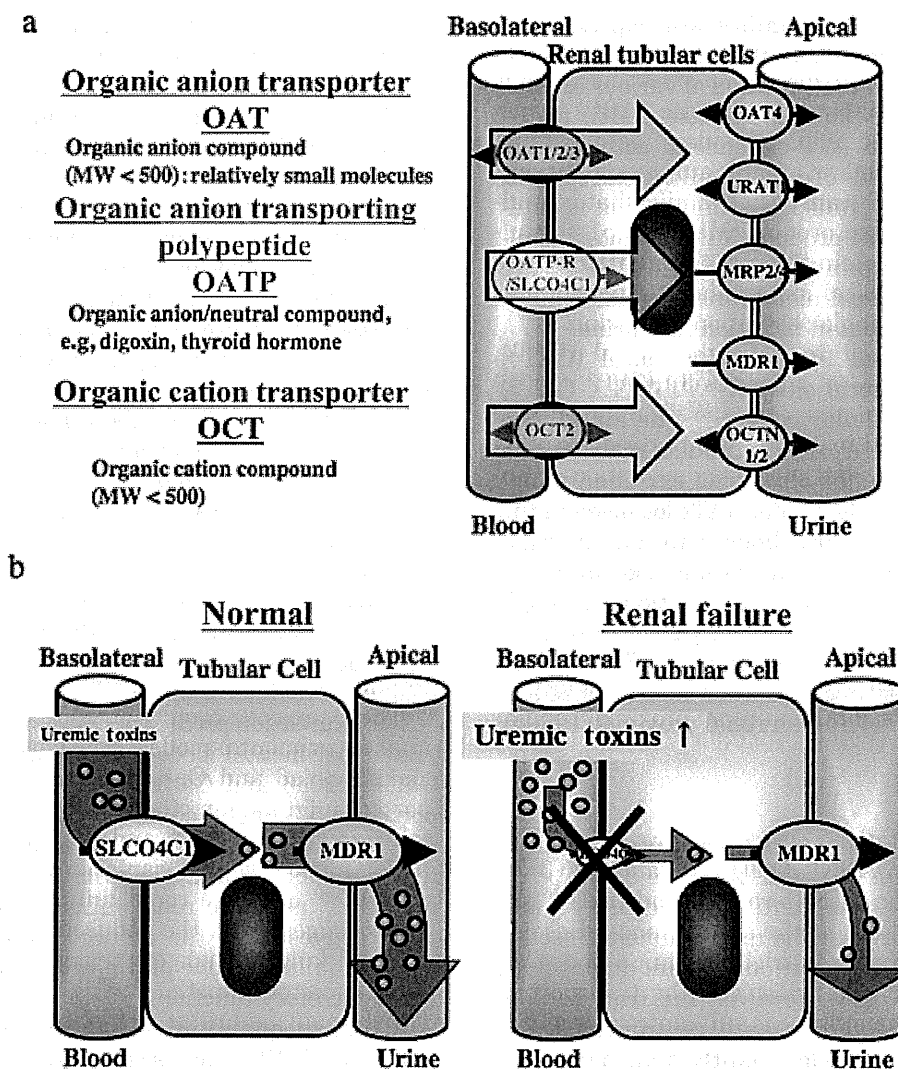 a
Organic anion transporter
OAT
Organic anion compound
(MW < 500): relatively small molecules
Organic anion transporting
polypeptide
OATP
Organic anion/neutral compound,
e.g, digoxin, thyroid hormone
Organic cation transporter
OCT
Organic cation compound
(MW < 500)
Basolateral
Apical
Renal tubular cells
OAT4
OAT1/2/3
URAT1
OATP-R
/SLCO4C1
MRP2/4
MDR1
OCT2
OCTN
1/2
Blood
Urine
b
Normal
Basolateral
Tubular Cell
Apical
Uremic toxins
SLCO4C1
MDR1
Blood
Urine
Renal failure
Basolateral
Tubular Cell
Apical
Uremic toxins ↑
MDR1
Blood
Urine